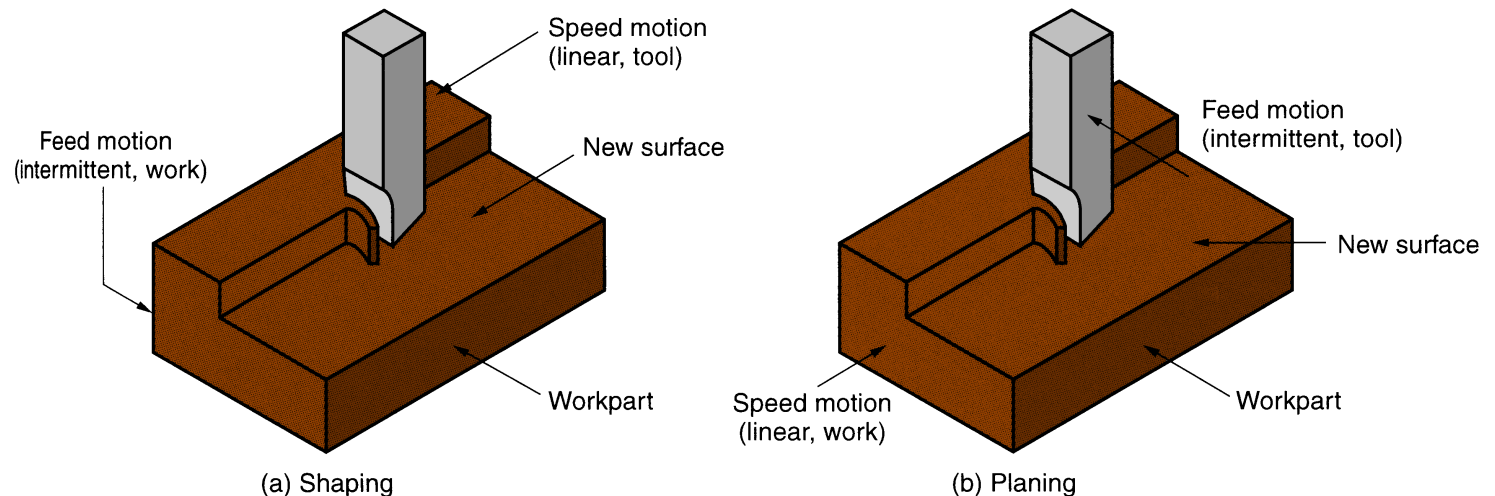 Speed motion
(linear, tool)
Feed motion
(intermittent, work)
New surface
Workpart
(a) Shaping
Feed motion
(intermittent, tool)
New surface
Speed motion
(linear, work)
Workpart
(b) Planing